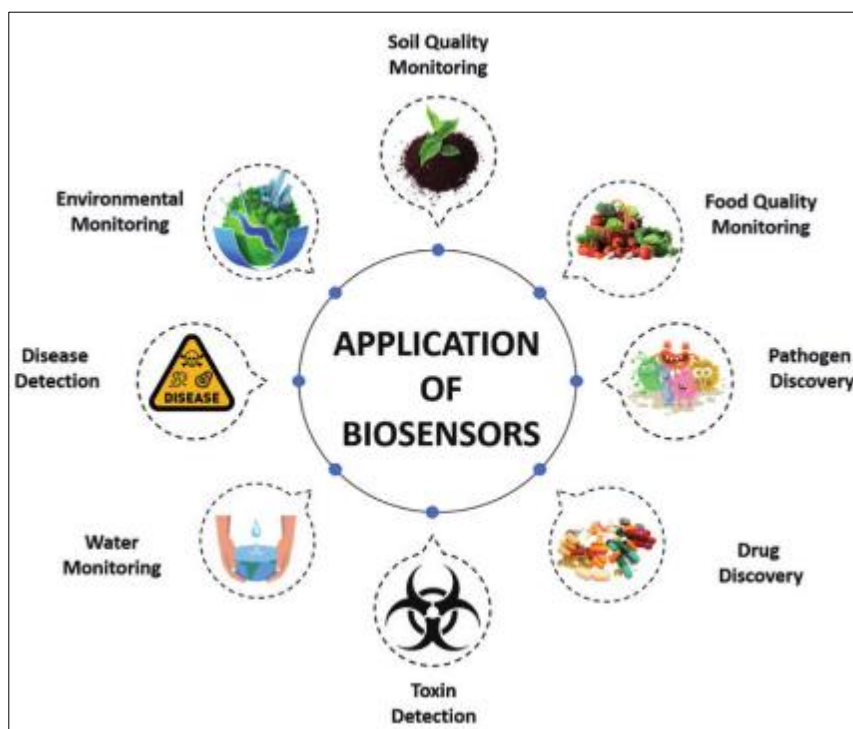 Soil Quality
Monitoring
Environmental
Monitoring
Food Quality
Monitoring
Disease
Detection
DISEASE
APPLICATION
OF
BIOSENSORS
Pathogen
Discovery
Water
Monitoring
Drug
Discovery
Toxin
Detection